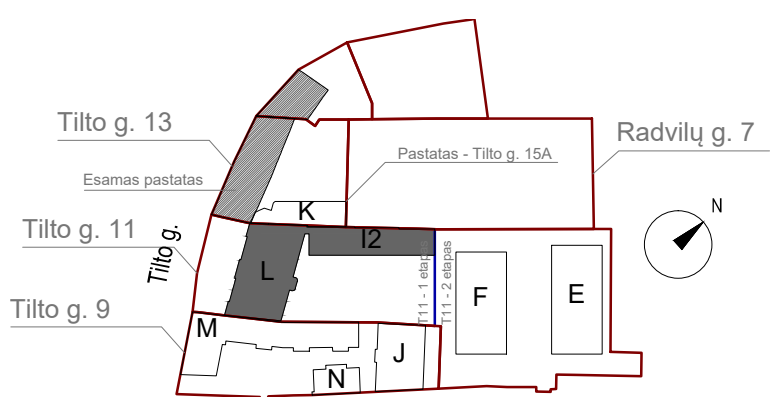 Tilto g. 13
Radvilų g. 7
Pastatas - Tilto g. 15A
Esamas pastatas
N
K
Tilto g. 11
Tilto g.
I2
L
T11 - 1 etapas
T11 - 2 etapas
F
E
Tilto g. 9
M
J
N